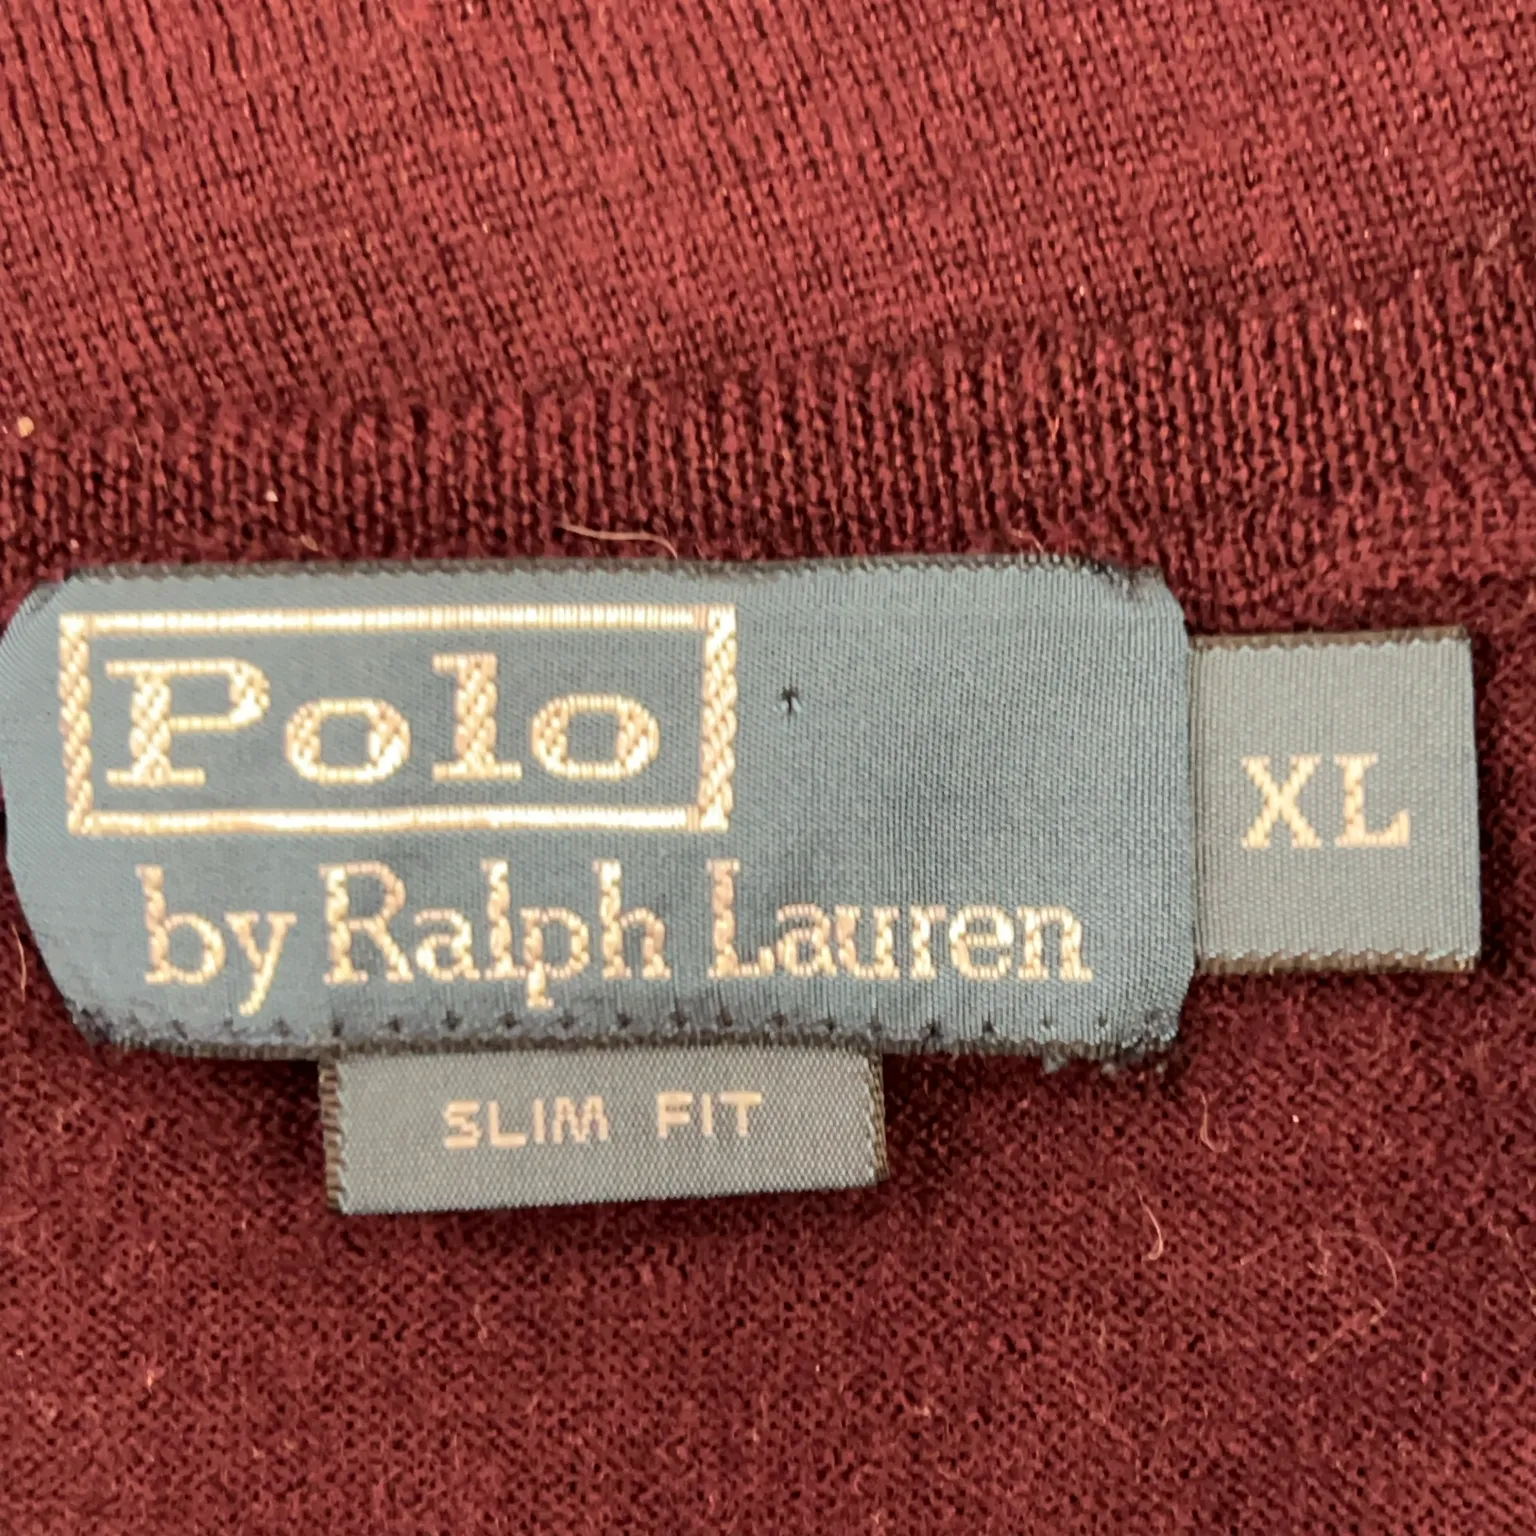 Polo
by Ralph Lauren
XL
SLIM FIT